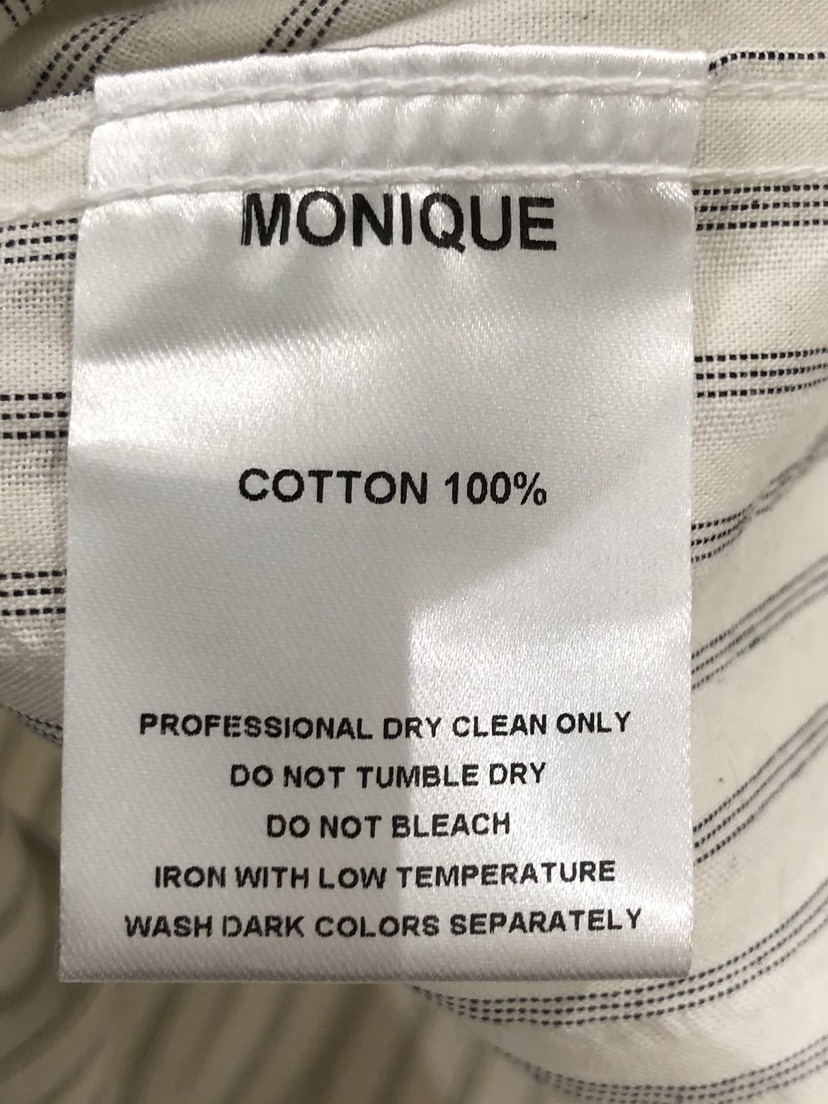 MONIQUE
COTTON 100%
PROFESSIONAL DRY CLEAN ONLY
DO NOT TUMBLE DRY
DO NOT BLEACH
IRON WITH LOW TEMPERATURE
WASH DARK COLORS SEPARATELY